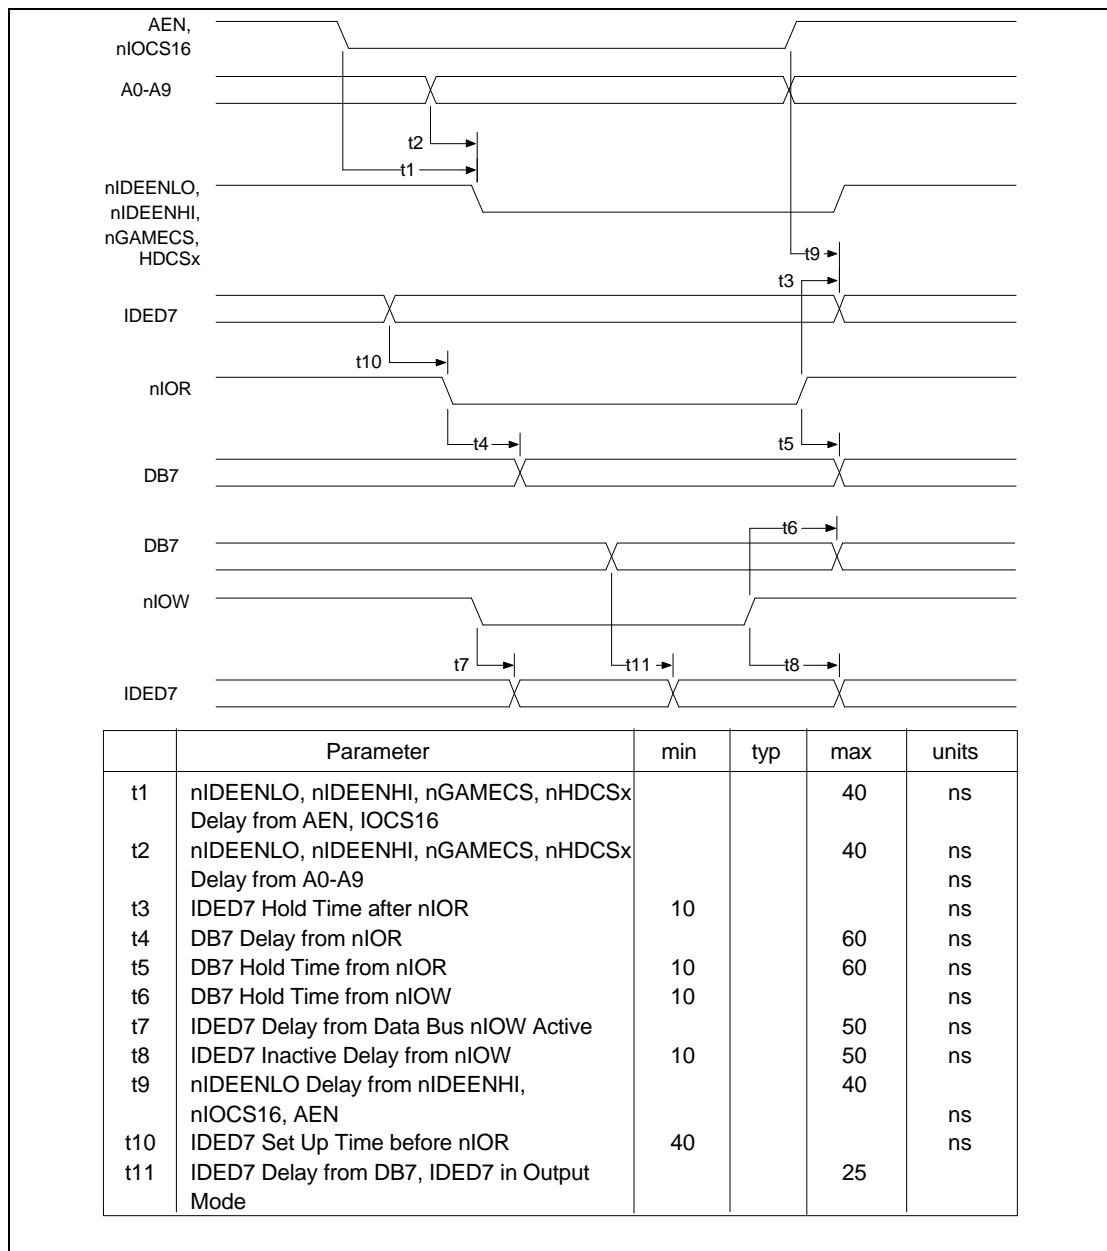 AEN,
nIOCS16
A0-A9
t2
t1
nIDEENLO,
nIDEENHI,
nGAMECS,
HDCSx
t9
t3
IDED7
t10
nIOR
t4
t5
DB7
t6
DB7
nIOW
t7
t11
t8
IDED7
Parameter min typ max units
t1 nIDEENLO, nIDEENHI, nGAMECS, nHDCSx 40 ns
Delay from AEN, IOCS16
t2 nIDEENLO, nIDEENHI, nGAMECS, nHDCSx 40 ns
Delay from A0-A9 ns
t3 IDED7 Hold Time after nIOR 10 ns
t4 DB7 Delay from nIOR 60 ns
t5 DB7 Hold Time from nIOR 10 60 ns
t6 DB7 Hold Time from nIOW 10 ns
t7 IDED7 Delay from Data Bus nIOW Active 50 ns
t8 IDED7 Inactive Delay from nIOW 10 50 ns
t9 nIDEENLO Delay from nIDEENHI, 40
nIOCS16, AEN ns
t10 IDED7 Set Up Time before nIOR 40 ns
t11 IDED7 Delay from DB7, IDED7 in Output 25
Mode